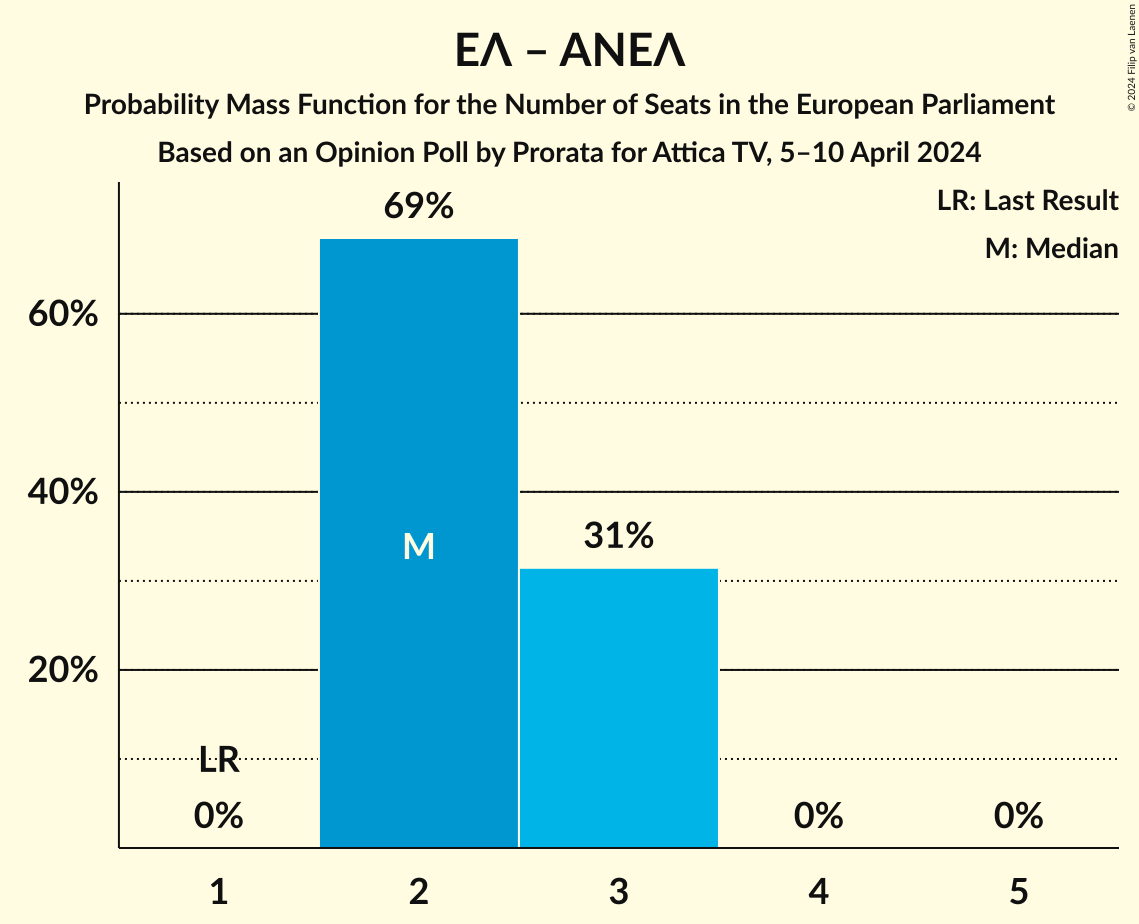 ΕΛ – ΑΝΕΛ
Probability Mass Function for the Number of Seats in the European Parliament
Based on an Opinion Poll by Prorata for Attica TV, 5–10 April 2024
© 2024 Filip van Laenen
LR: Last Result
M: Median
69%
60%
40%
31%
M
20%
LR
0%
0%
0%
1
2
3
4
5